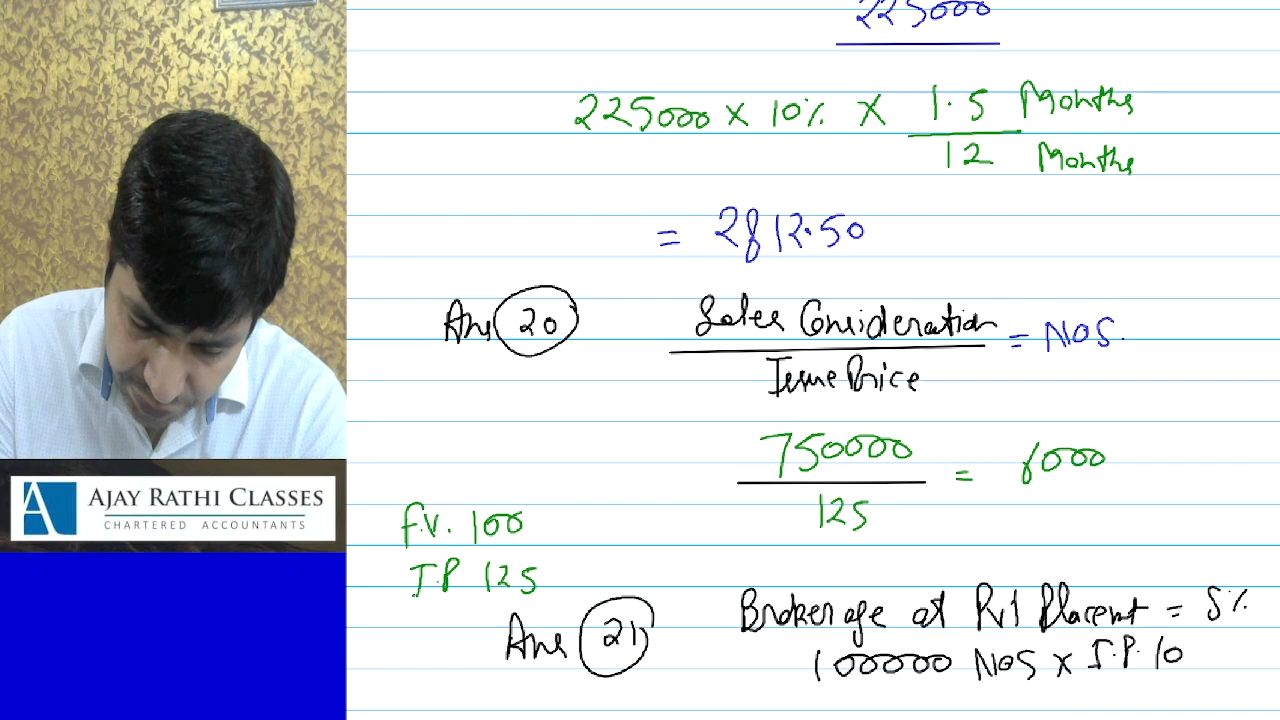 225000
225000 x 10% x 1.5 Months
12 Months
= 2812.50
Ans 20 Sales Consideration = NOS.
Issue Price
750000 = 6000
125
F.V. 100
I.P 125
Ans 21 Brokerage at Pvt Placent = 5%
100000 NOS x I.P. 10
AJAY RATHI CLASSES
CHARTERED ACCOUNTANTS